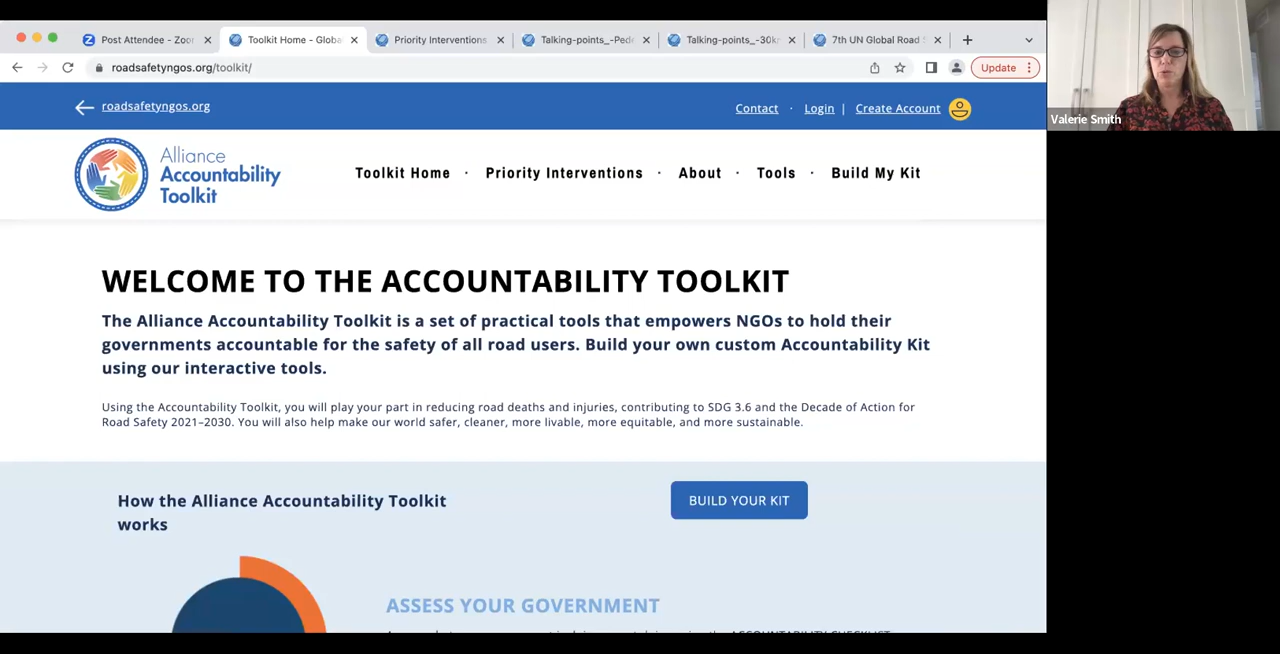 Post Attendee - Zoom
Toolkit Home - Globa
Priority Interventions
Talking-points_-Pede
Talking-points_-30k
7th UN Global Road S
roadsafetyngos.org/toolkit/
Update
Valerie Smith
roadsafetyngos.org
Contact · Login | Create Account
Alliance
Accountability
Toolkit
Toolkit Home · Priority Interventions · About · Tools · Build My Kit
WELCOME TO THE ACCOUNTABILITY TOOLKIT
The Alliance Accountability Toolkit is a set of practical tools that empowers NGOs to hold their
governments accountable for the safety of all road users. Build your own custom Accountability Kit
using our interactive tools.
Using the Accountability Toolkit, you will play your part in reducing road deaths and injuries, contributing to SDG 3.6 and the Decade of Action for
Road Safety 2021–2030. You will also help make our world safer, cleaner, more livable, more equitable, and more sustainable.
How the Alliance Accountability Toolkit
works
BUILD YOUR KIT
ASSESS YOUR GOVERNMENT